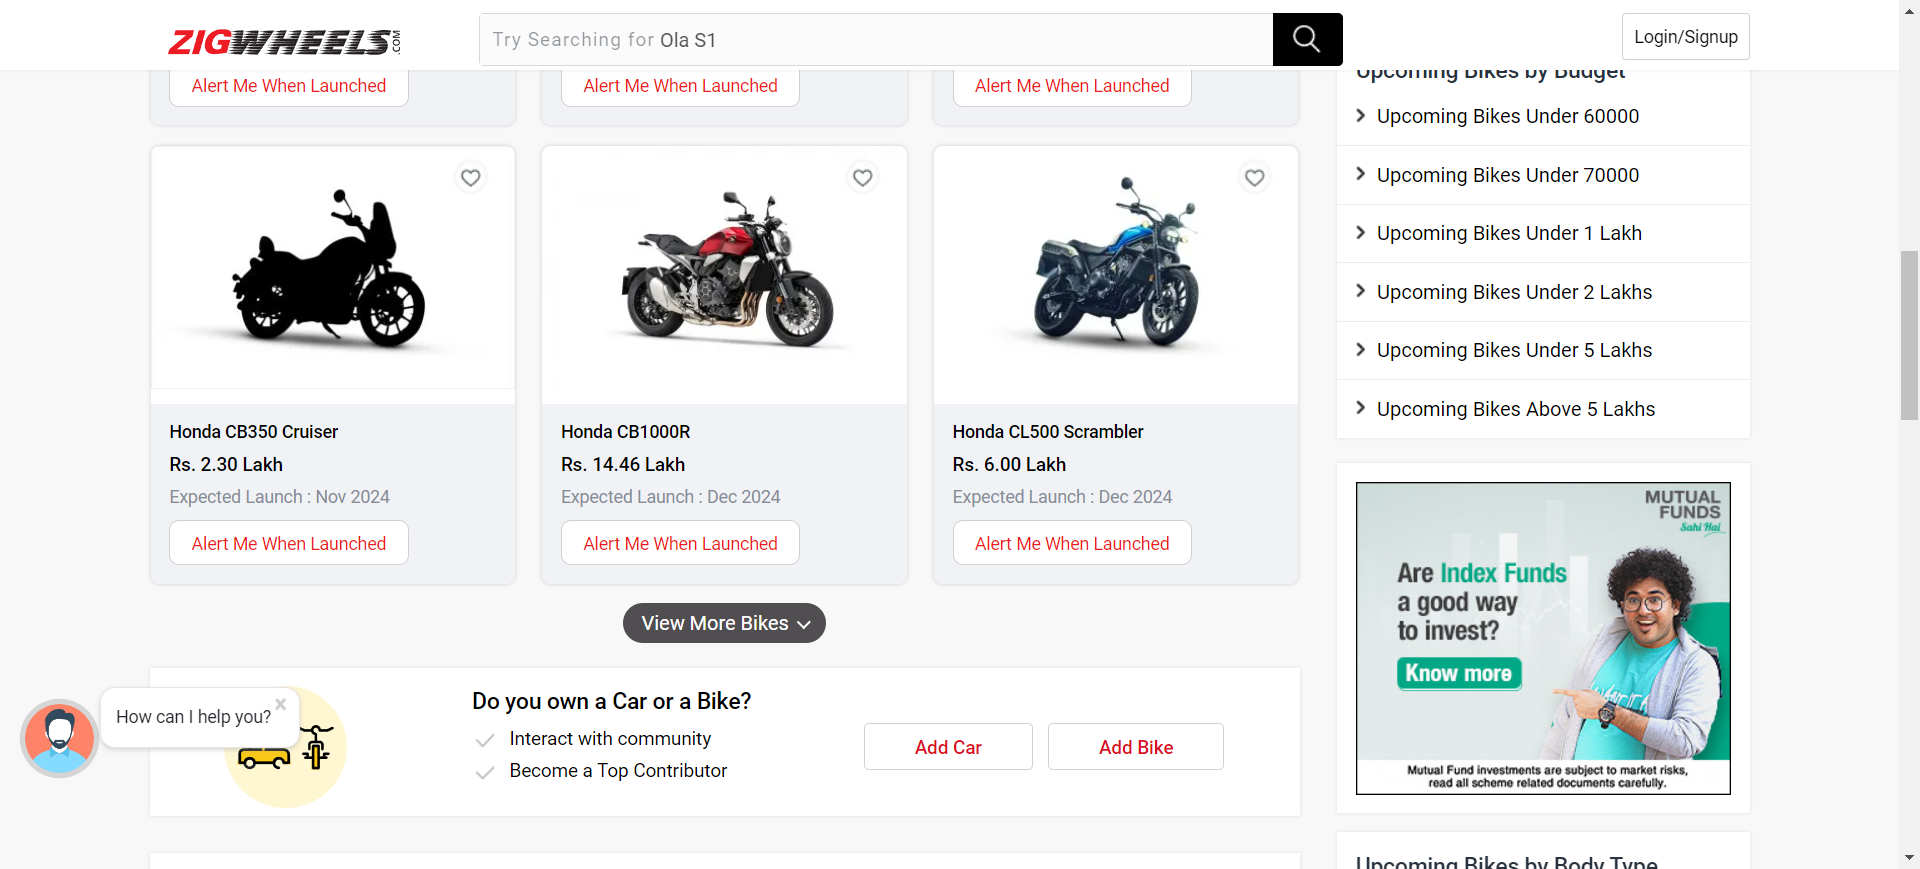 ZIGWHEELS.COM
Try Searching for Ola S1
Login/Signup
Alert Me When Launched
Alert Me When Launched
Alert Me When Launched
Honda CB350 Cruiser
Rs. 2.30 Lakh
Expected Launch : Nov 2024
Alert Me When Launched
Honda CB1000R
Rs. 14.46 Lakh
Expected Launch : Dec 2024
Alert Me When Launched
Honda CL500 Scrambler
Rs. 6.00 Lakh
Expected Launch : Dec 2024
Alert Me When Launched
View More Bikes
How can I help you?
Do you own a Car or a Bike?
Interact with community
Become a Top Contributor
Add Car
Add Bike
Upcoming Bikes by Budget
Upcoming Bikes Under 60000
Upcoming Bikes Under 70000
Upcoming Bikes Under 1 Lakh
Upcoming Bikes Under 2 Lakhs
Upcoming Bikes Under 5 Lakhs
Upcoming Bikes Above 5 Lakhs
MUTUAL
FUNDS
Sahi Hai
Are Index Funds
a good way
to invest?
Know more
Mutual Fund investments are subject to market risks,
read all scheme related documents carefully.
Upcoming Bikes by Body Type